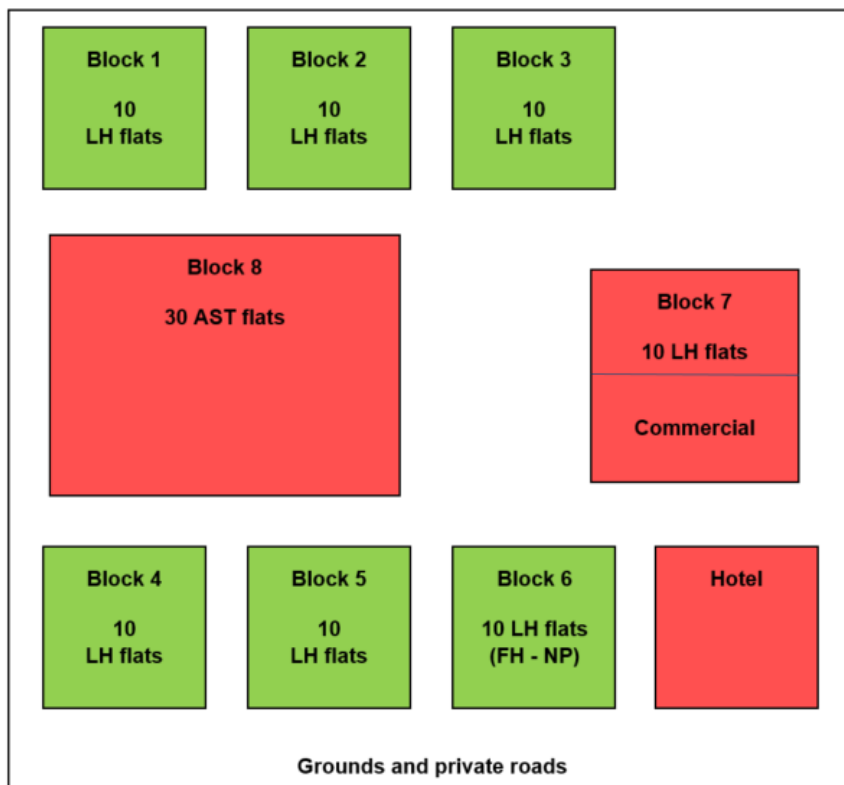 Block 1
10
LH flats
Block 2
10
LH flats
Block 3
10
LH flats
Block 8
30 AST flats
Block 7
10 LH flats
Commercial
Block 4
10
LH flats
Block 5
10
LH flats
Block 6
10 LH flats
(FH - NP)
Hotel
Grounds and private roads